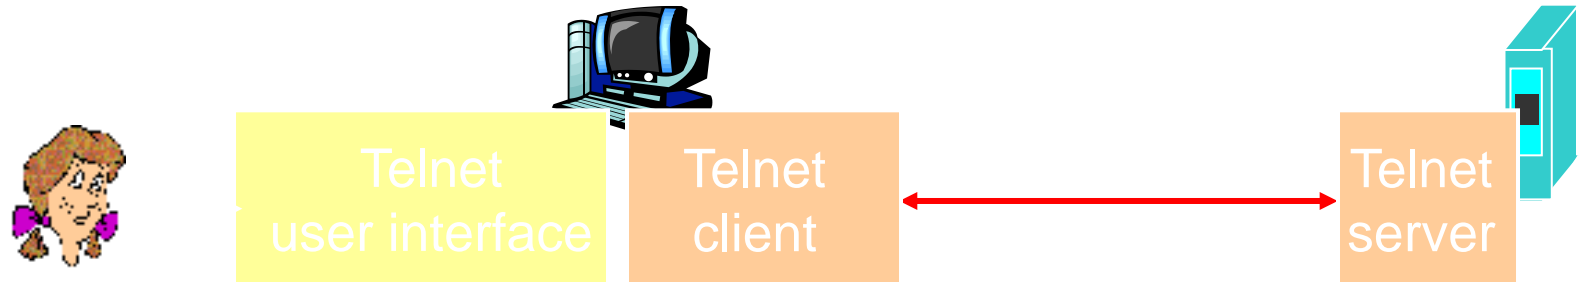 Telnet
user interface
Telnet
client
Telnet
server